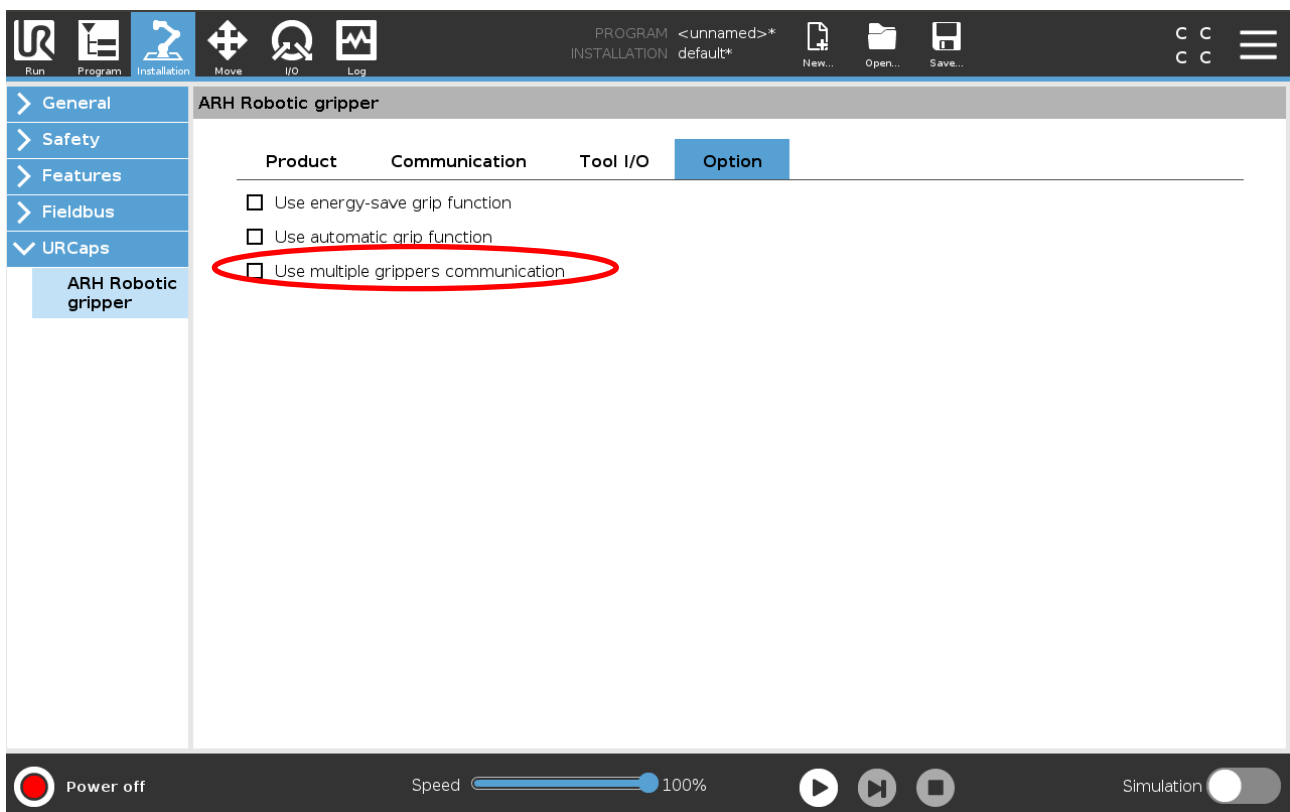 PROGRAM <unnamed>*
INSTALLATION default*
UR
Run
Program
Installation
Move
I/O
Log
New...
Open...
Save...
C C
C C
General
Safety
Features
Fieldbus
URCaps
ARH Robotic
gripper
ARH Robotic gripper
Product Communication Tool I/O Option
Use energy-save grip function
Use automatic grip function
Use multiple grippers communication
Power off
Speed 100%
Simulation